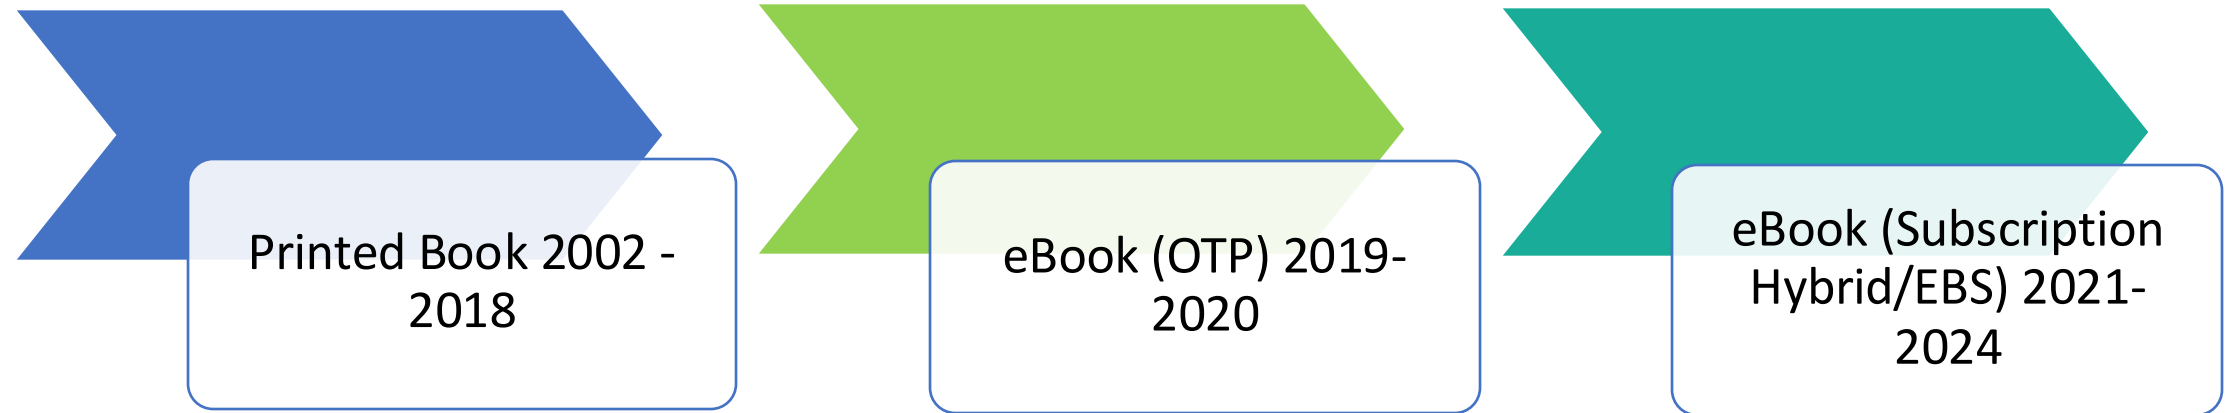 Printed Book 2002 -
2018
eBook (OTP) 2019-
2020
eBook (Subscription
Hybrid/EBS) 2021-
2024